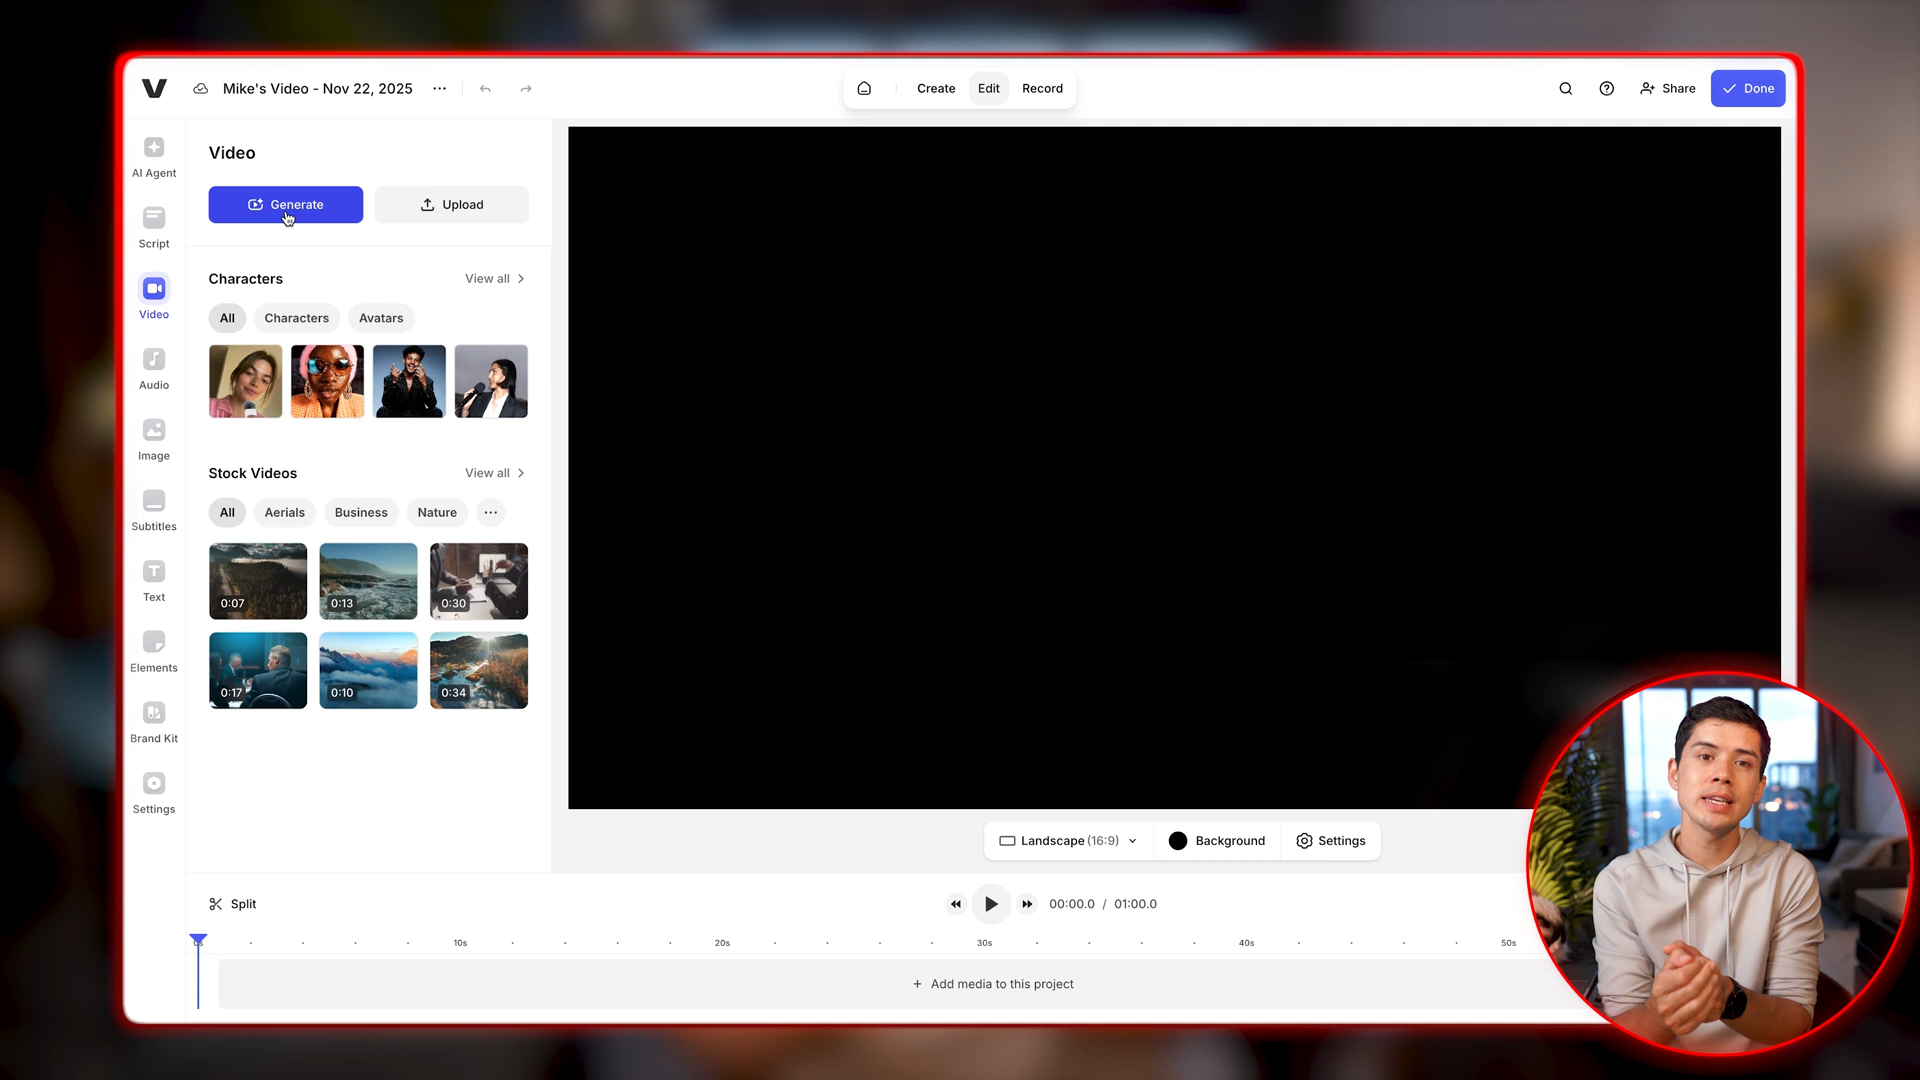 Mike's Video - Nov 22, 2025
Create Edit Record
Share
Done
AI Agent
Script
Video
Audio
Image
Subtitles
Text
Elements
Brand Kit
Settings
Video
Generate
Upload
Characters
View all
All Characters Avatars
Stock Videos
View all
All Aerials Business Nature
0:07
0:13
0:30
0:17
0:10
0:34
Landscape (16:9)
Background
Settings
Split
00:00.0 / 01:00.0
10s 20s 30s 40s 50s
+ Add media to this project